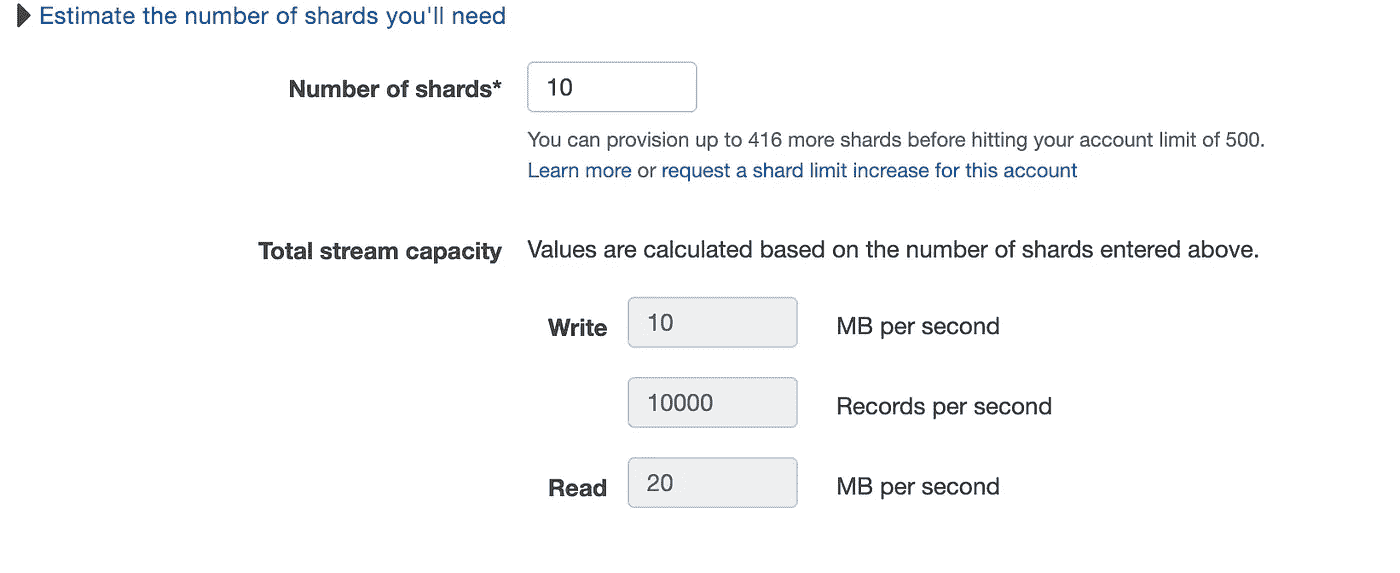 Estimate the number of shards you'll need
Number of shards* 10
You can provision up to 416 more shards before hitting your account limit of 500.
Learn more or request a shard limit increase for this account
Total stream capacity Values are calculated based on the number of shards entered above.
Write 10 MB per second
10000 Records per second
Read 20 MB per second